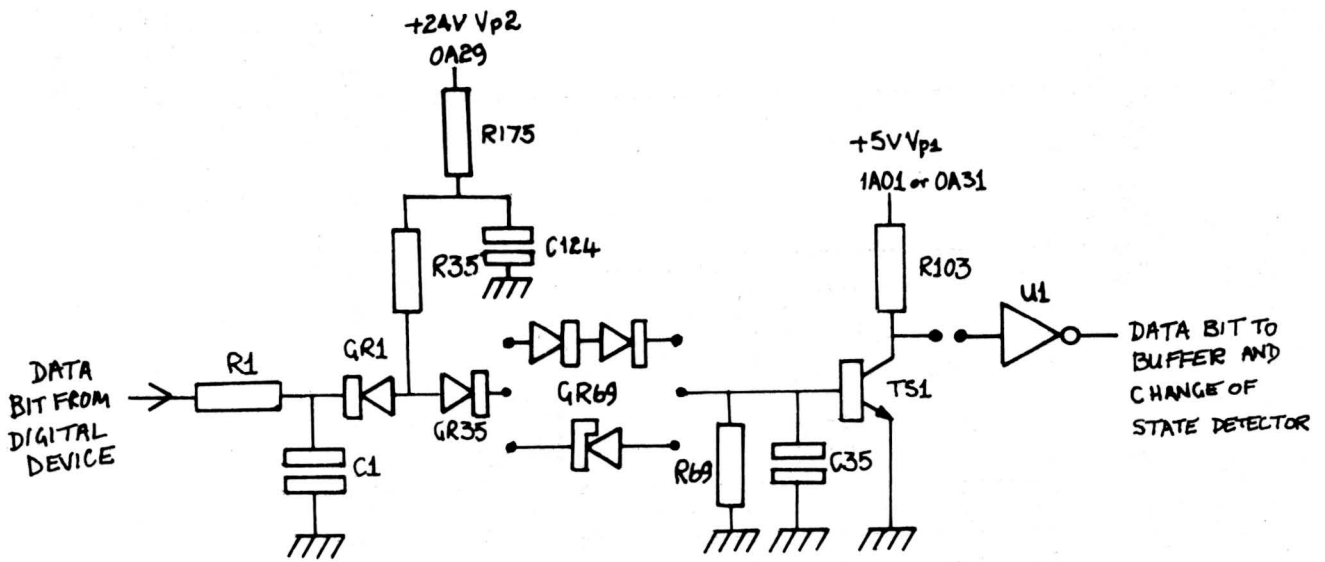 +24V Vp2
0A29
R175
R35
C124
+5V Vp1
1A01 or 0A31
R103
U1
DATA
BIT FROM
DIGITAL
DEVICE
R1
GR1
C1
GR35
GR69
R69
C35
TS1
DATA BIT TO
BUFFER AND
CHANGE OF
STATE DETECTOR